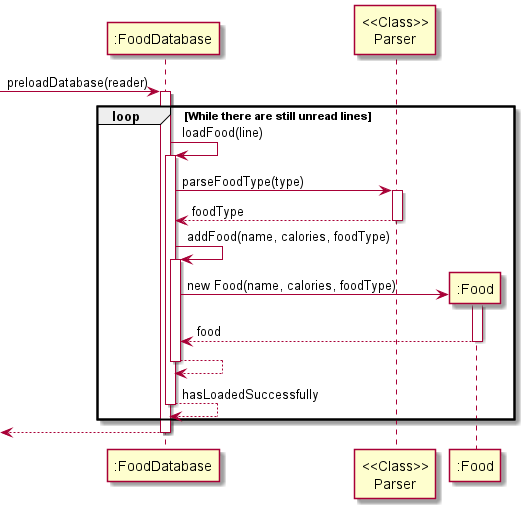 <<Class>>
Parser
:FoodDatabase
preloadDatabase(reader)
loop
[While there are still unread lines]
loadFood(line)
parseFoodType(type)
foodType
addFood(name, calories, foodType)
new Food(name, calories, foodType)
:Food
food
hasLoadedSuccessfully
:FoodDatabase
<<Class>>
Parser
:Food